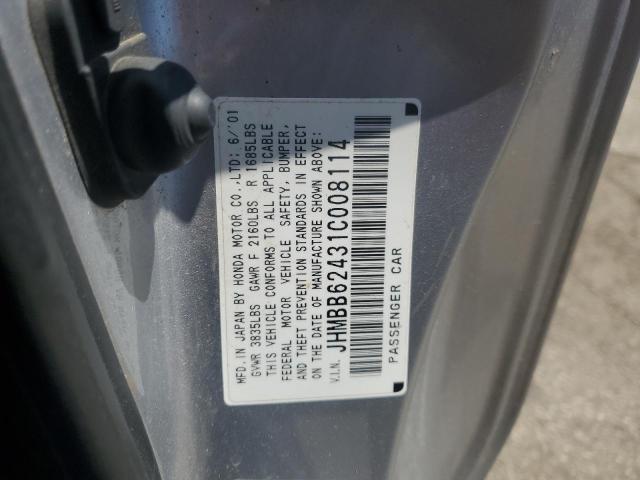 MFD.IN JAPAN BY HONDA MOTOR CO.,LTD: 6/'01
GVWR 3835LBS GAWR F 2160LBS R 1685LBS
THIS VEHICLE CONFORMS TO ALL APPLICABLE
FEDERAL MOTOR VEHICLE SAFETY, BUMPER,
AND THEFT PREVENTION STANDARDS IN EFFECT
ON THE DATE OF MANUFACTURE SHOWN ABOVE:
V.I.N. JHMBB62431C008114
PASSENGER CAR